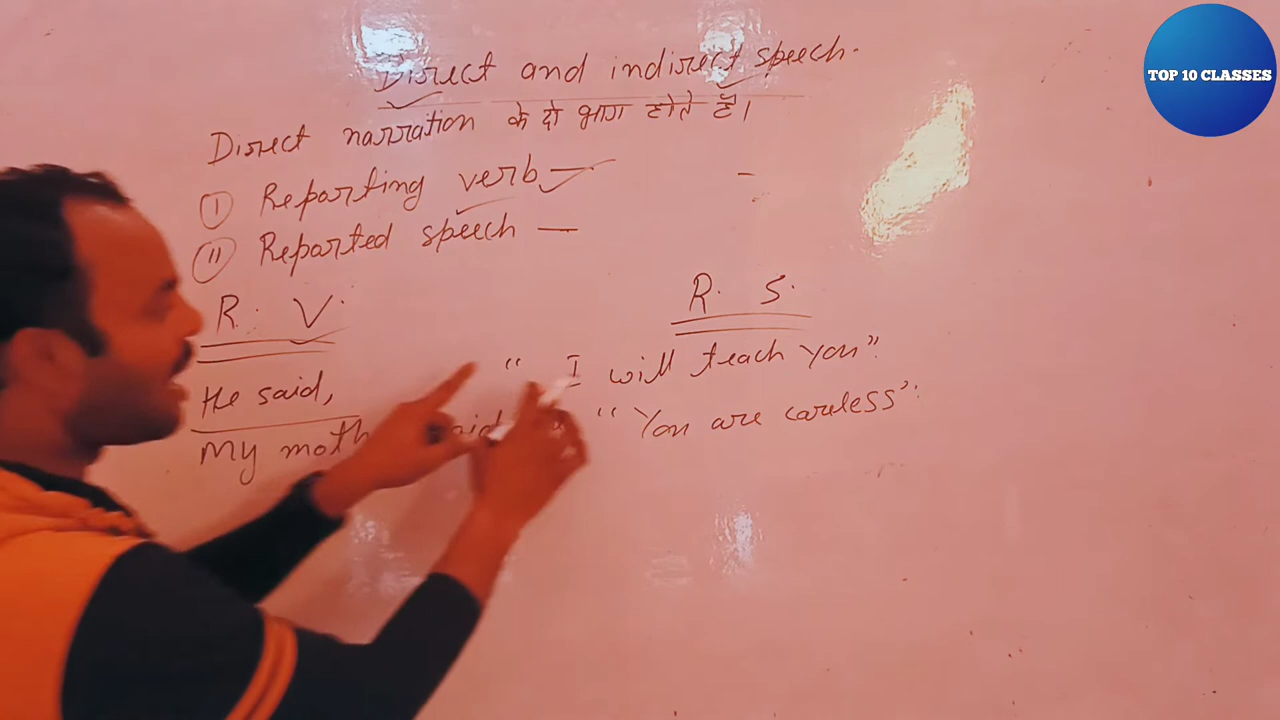 Direct and indirect speech.
Direct narration के दो भाग होते हैं।
I Reporting verb —
II Reported speech —
R. V. R. S.
He said, " I will teach you".
My " You are careless".
TOP 10 CLASSES